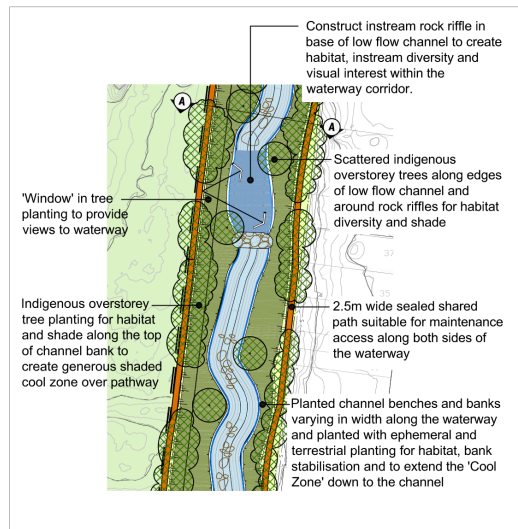 Construct instream rock riffle in
base of low flow channel to create
habitat, instream diversity and
visual interest within the
waterway corridor.
A
A
Scattered indigenous
overstorey trees along edges
of low flow channel and
around rock riffles for habitat
diversity and shade
'Window' in tree
planting to provide
views to waterway
37
35
Indigenous overstorey
tree planting for habitat
and shade along the top
of channel bank to
create generous shaded
cool zone over pathway
2.5m wide sealed shared
path suitable for maintenance
access along both sides of
the waterway
Planted channel benches and banks
varying in width along the waterway
and planted with ephemeral and
terrestrial planting for habitat, bank
stabilisation and to extend the 'Cool
Zone' down to the channel